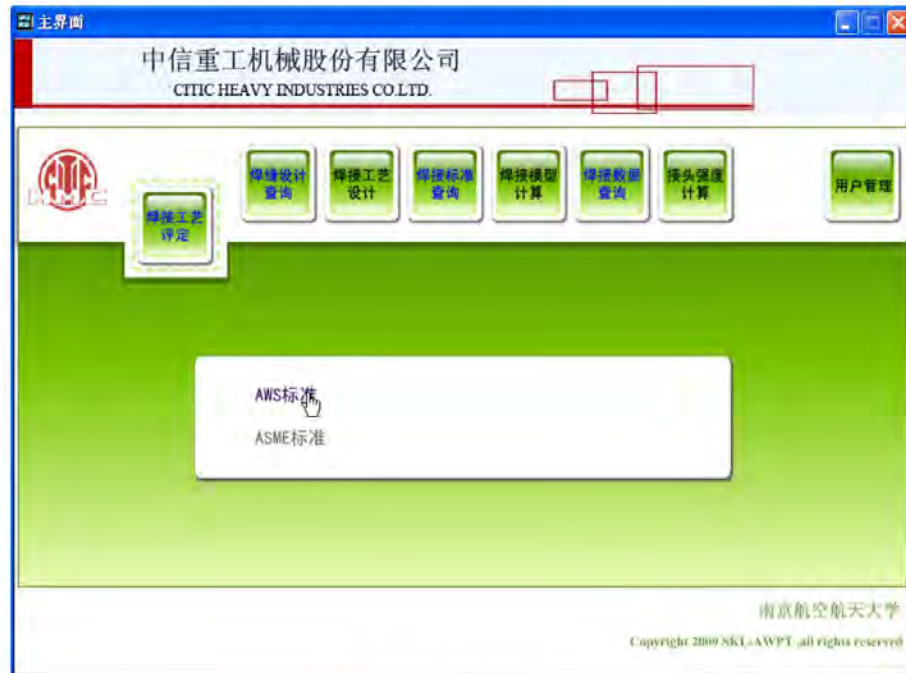 主界面
中信重工机械股份有限公司
CITIC HEAVY INDUSTRIES CO.LTD.
焊接工艺
评定
焊缝设计
查询
焊接工艺
设计
焊接标准
查询
焊接模型
计算
焊接数据
查询
接头强度
计算
用户管理
AWS标准
ASME标准
南京航空航天大学
Copyright 2009 SKL-AWPT ,all rights reserved